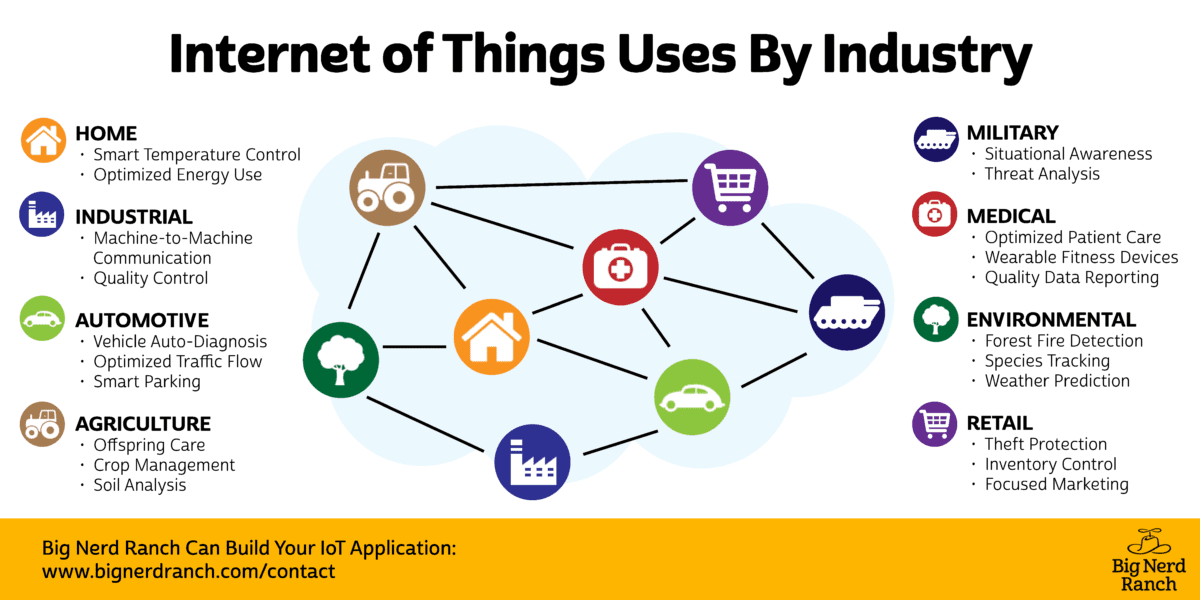 Internet of Things Uses By Industry
HOME
· Smart Temperature Control
· Optimized Energy Use
INDUSTRIAL
· Machine-to-Machine
Communication
· Quality Control
AUTOMOTIVE
· Vehicle Auto-Diagnosis
· Optimized Traffic Flow
· Smart Parking
AGRICULTURE
· Offspring Care
· Crop Management
· Soil Analysis
MILITARY
· Situational Awareness
· Threat Analysis
MEDICAL
· Optimized Patient Care
· Wearable Fitness Devices
· Quality Data Reporting
ENVIRONMENTAL
· Forest Fire Detection
· Species Tracking
· Weather Prediction
RETAIL
· Theft Protection
· Inventory Control
· Focused Marketing
Big Nerd Ranch Can Build Your IoT Application:
www.bignerdranch.com/contact
Big Nerd
Ranch